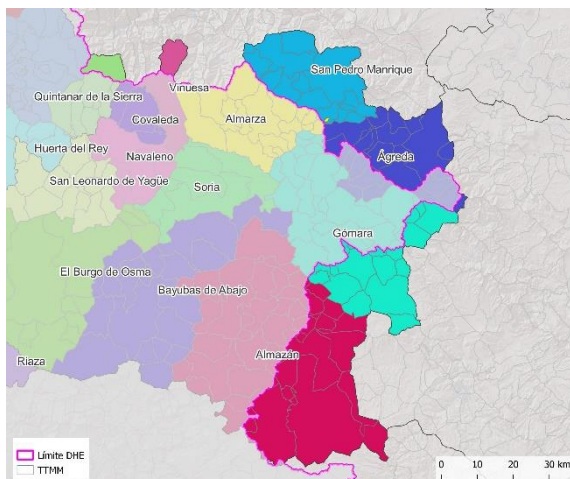 San Pedro Manrique
Vinuesa
Quintanar de la Sierra
Covaleda
Almarza
Huerta del Rey
Navaleno
Ágreda
San Leonardo de Yagüe
Soria
Gómara
El Burgo de Osma
Bayubas de Abajo
Riaza
Almazán
Límite DHE
TTMM
0 10 20 30 km